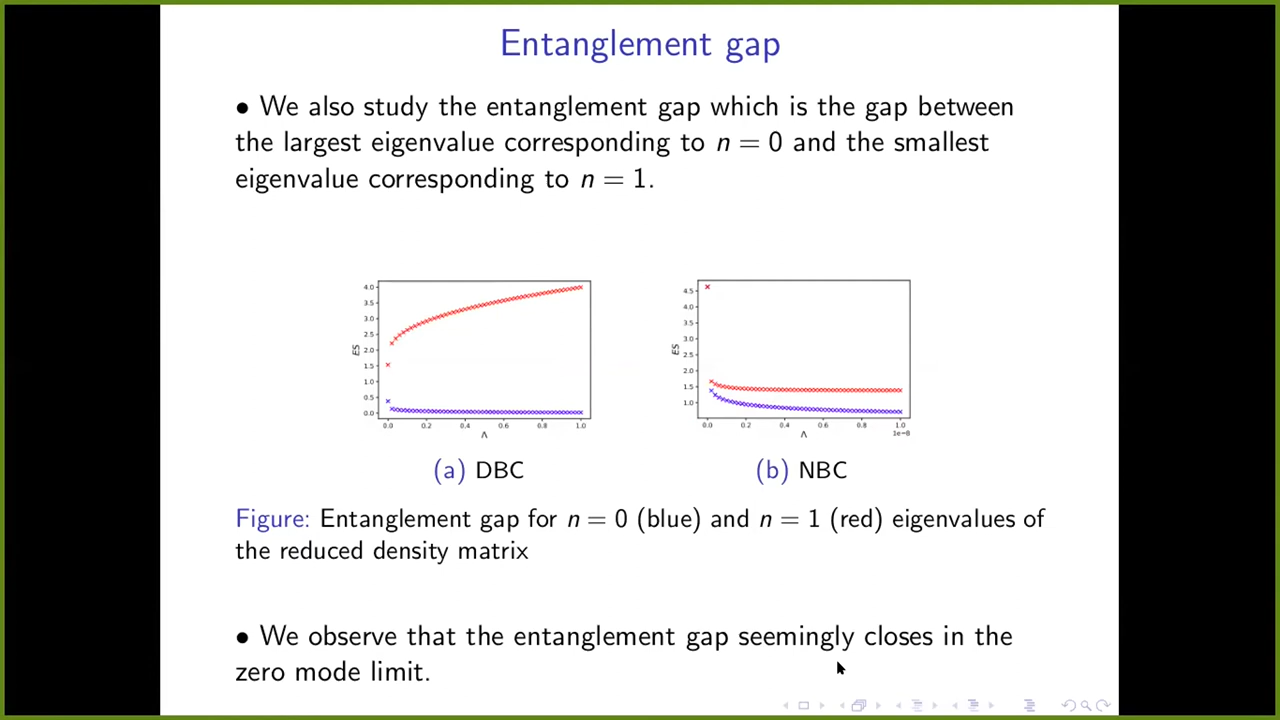 Entanglement gap
• We also study the entanglement gap which is the gap between
the largest eigenvalue corresponding to n = 0 and the smallest
eigenvalue corresponding to n = 1.
4.0
3.5
3.0
2.5
2.0
1.5
1.0
0.5
0.0
ES
0.0 0.2 0.4 0.6 0.8 1.0
Λ
4.5
4.0
3.5
3.0
2.5
2.0
1.5
1.0
ES
0.0 0.2 0.4 0.6 0.8 1.0
Λ
1e−8
(a) DBC
(b) NBC
Figure: Entanglement gap for n = 0 (blue) and n = 1 (red) eigenvalues of
the reduced density matrix
• We observe that the entanglement gap seemingly closes in the
zero mode limit.